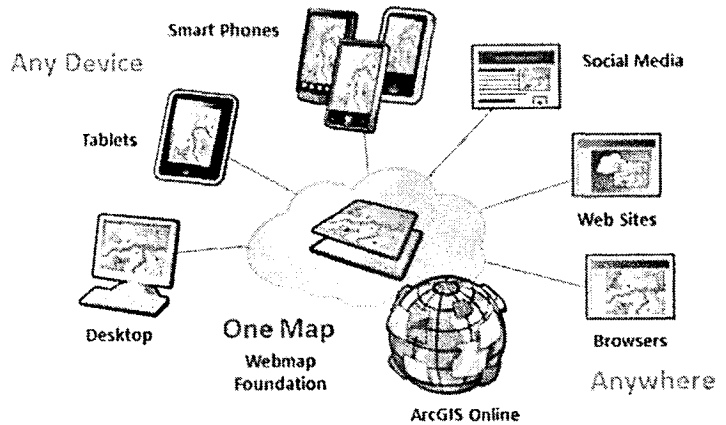 Smart Phones
Any Device
Social Media
Tablets
Web Sites
Desktop
One Map
Webmap
Foundation
Browsers
Anywhere
ArcGIS Online